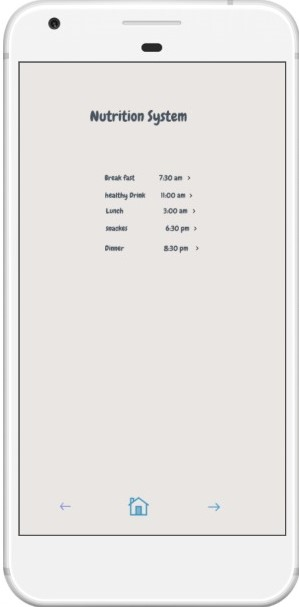 Nutrition System
Break fast 7:30 am >
healthy Drink 11:00 am >
Lunch 3:00 am >
snackes 6:30 pm >
Dinner 8:30 pm >